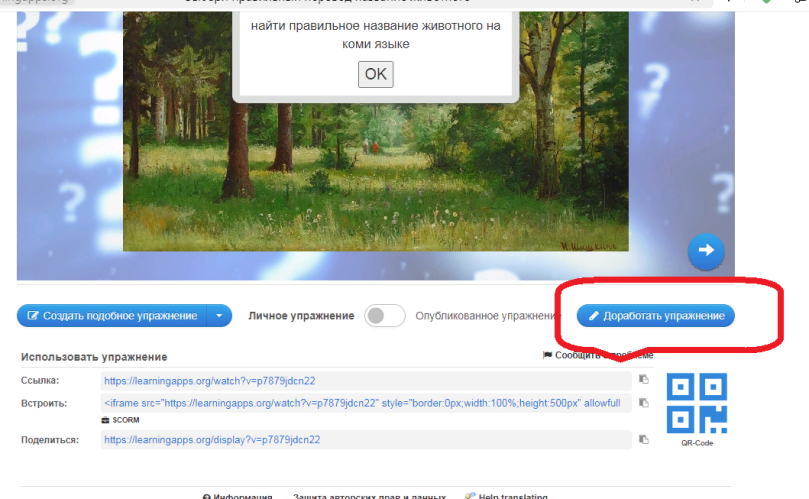 найти правильное название животного на
коми языке
OK
И. Шишкинъ
Создать подобное упражнение
Личное упражнение
Опубликованное упражнение
Доработать упражнение
Использовать упражнение
Сообщить о проблеме
Ссылка: https://learningapps.org/watch?v=p7879jdcn22
Встроить: <iframe src="https://learningapps.org/watch?v=p7879jdcn22" style="border:0px;width:100%;height:500px" allowfull
SCORM
Поделиться: https://learningapps.org/display?v=p7879jdcn22
QR-Code
Информация Защита авторских прав и данных Help translating